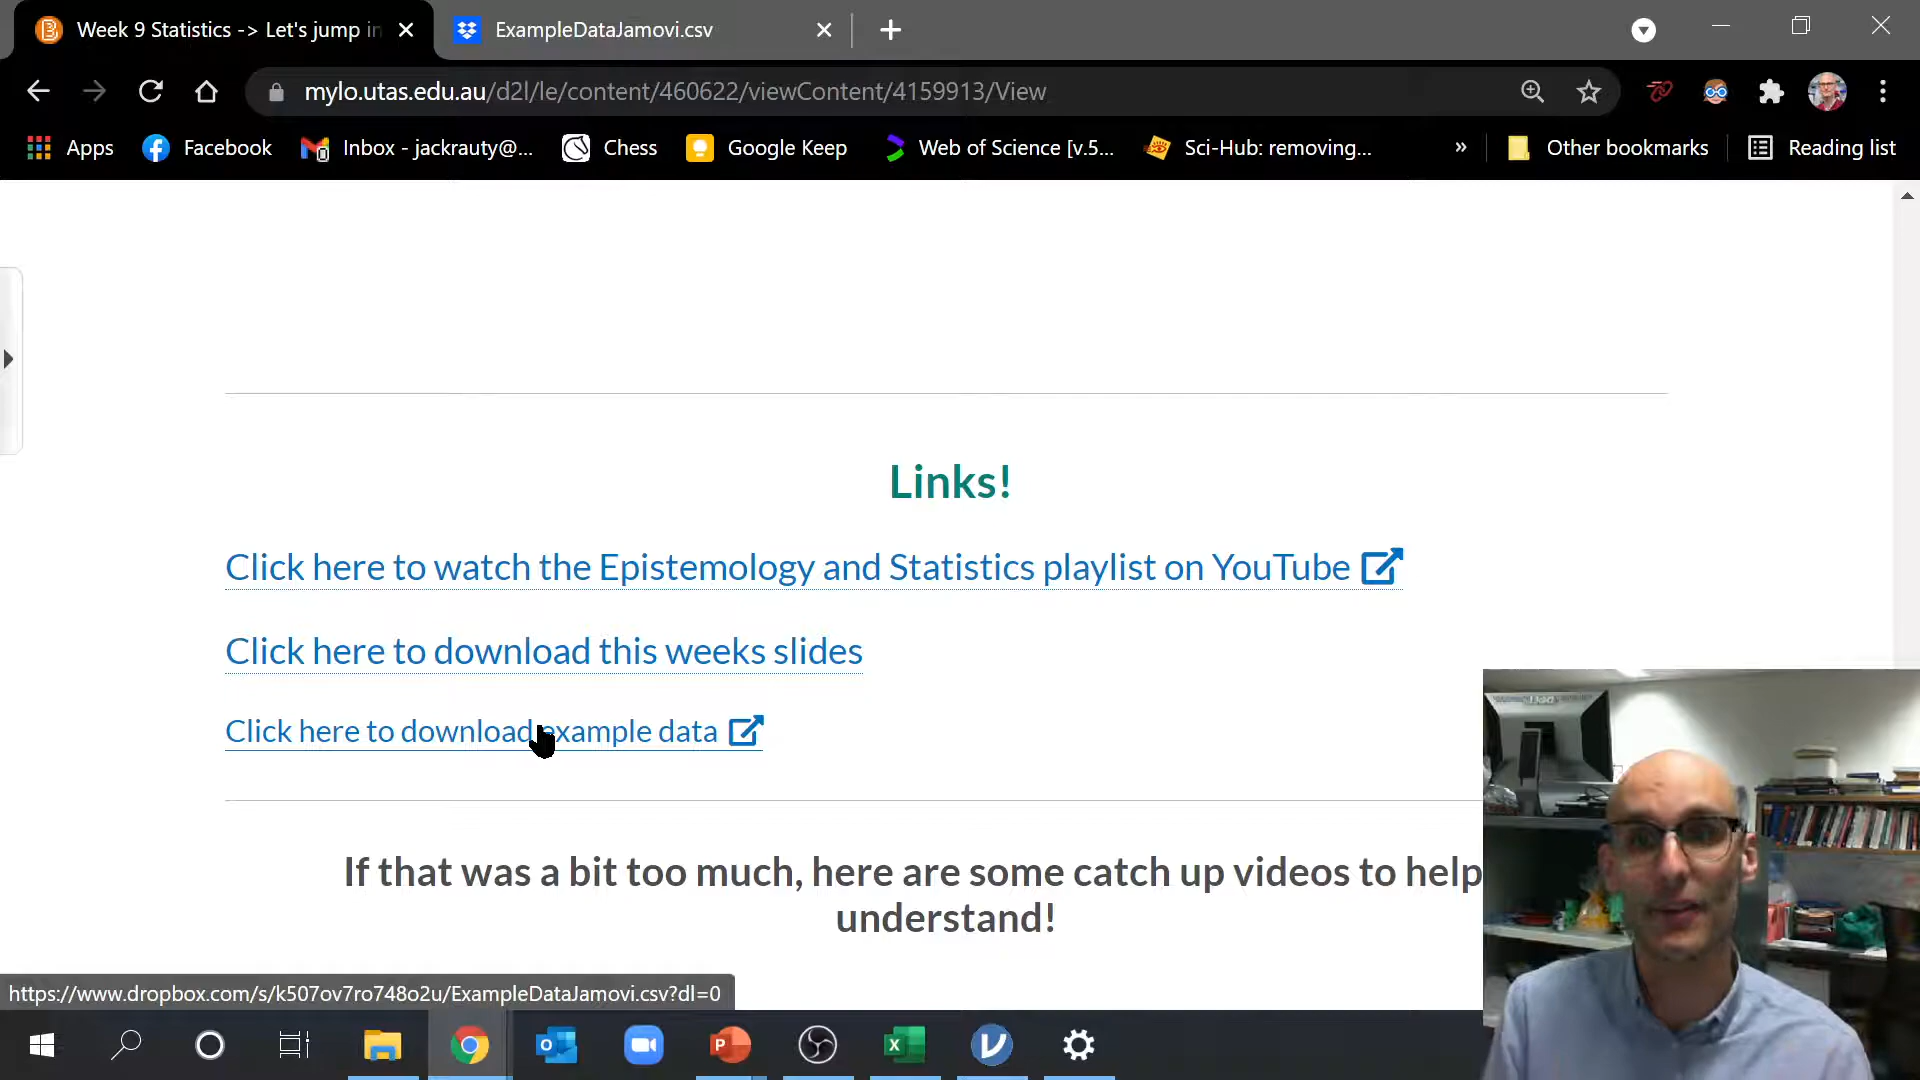 Week 9 Statistics -> Let's jump in
ExampleDataJamovi.csv
mylo.utas.edu.au/d2l/le/content/460622/viewContent/4159913/View
Apps
Facebook
Inbox - jackrauty@...
Chess
Google Keep
Web of Science [v.5...
Sci-Hub: removing...
»
Other bookmarks
Reading list
Links!
Click here to watch the Epistemology and Statistics playlist on YouTube
Click here to download this weeks slides
Click here to download example data
If that was a bit too much, here are some catch up videos to help
understand!
https://www.dropbox.com/s/k507ov7ro748o2u/ExampleDataJamovi.csv?dl=0